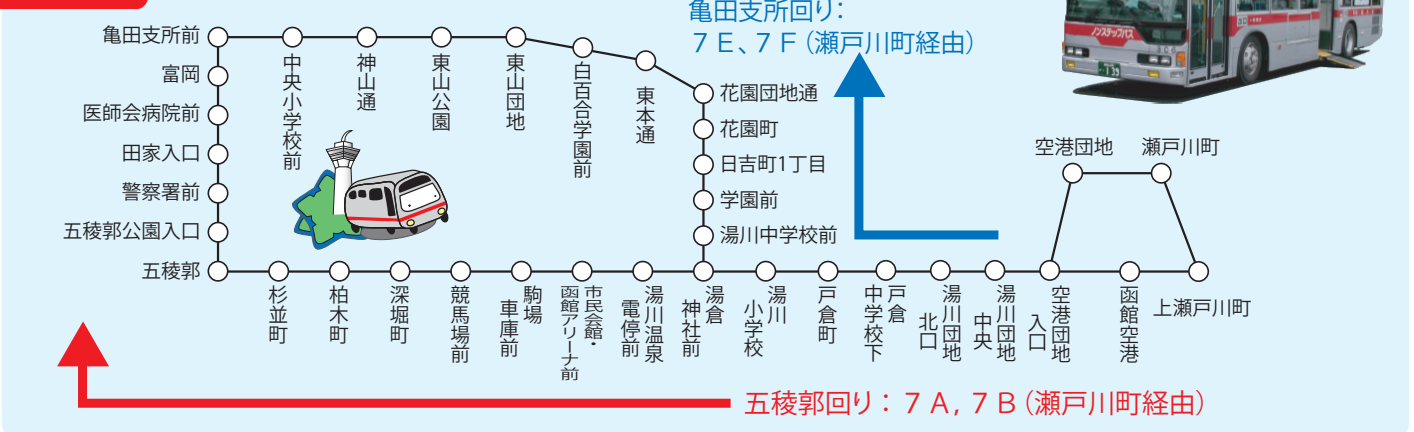 亀田支所回り：
７Ｅ、７Ｆ（瀬戸川町経由）
ノンステップバス
亀田支所前
富岡
医師会病院前
田家入口
警察署前
五稜郭公園入口
五稜郭
中央小学校前
神山通
東山公園
東山団地
白百合学園前
東本通
花園団地通
花園町
日吉町1丁目
学園前
湯川中学校前
空港団地
瀬戸川町
杉並町
柏木町
深堀町
競馬場前
駒場
車庫前
市民会館・
函館アリーナ前
湯川温泉
電停前
湯倉
神社前
湯川
小学校
戸倉町
戸倉
中学校下
湯川団地
北口
湯川団地
中央
空港団地
入口
函館空港
上瀬戸川町
五稜郭回り：７Ａ，７Ｂ（瀬戸川町経由）